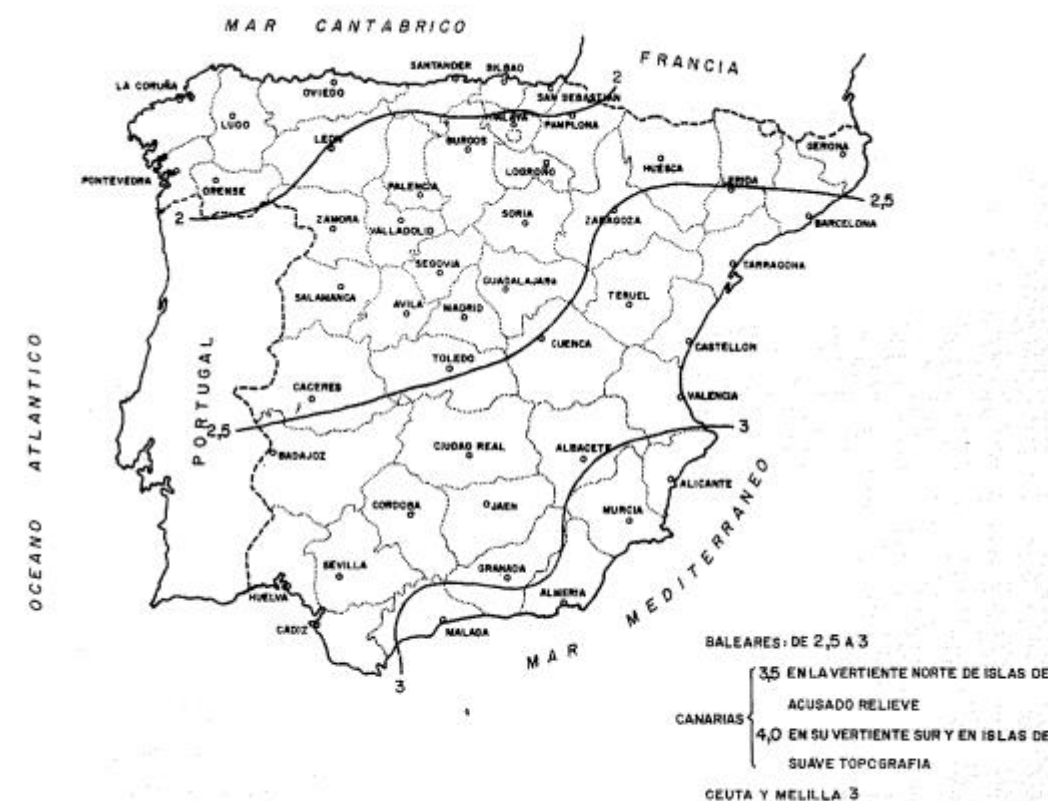 MAR CANTABRICO
FRANCIA
2
SANTANDER
BILBAO
LA CORUÑA
OVIEDO
SAN SEBASTIAN
LUGO
ALAVA
PAMPLONA
LEON
BURGOS
GERONA
HUESCA
PONTEVEDRA
ORENSE
LOGROÑO
LERIDA
PALENCIA
2,5
2
ZAMORA
SORIA
ZARAGOZA
BARCELONA
VALLADOLID
SEGOVIA
TARRAGONA
SALAMANCA
GUADALAJARA
AVILA
MADRID
TERUEL
OCEANO ATLANTICO
PORTUGAL
TOLEDO
CUENCA
CASTELLON
CACERES
VALENCIA
2,5
3
BADAJOZ
CIUDAD REAL
ALBACETE
ALICANTE
CORDOBA
JAEN
MURCIA
SEVILLA
GRANADA
HUELVA
ALMERIA
CADIZ
MALAGA
MAR MEDITERRANEO
3
BALEARES: DE 2,5 A 3
CANARIAS
3,5 EN LA VERTIENTE NORTE DE ISLAS DE
ACUSADO RELIEVE
4,0 EN SU VERTIENTE SUR Y EN ISLAS DE
SUAVE TOPOGRAFIA
CEUTA Y MELILLA 3